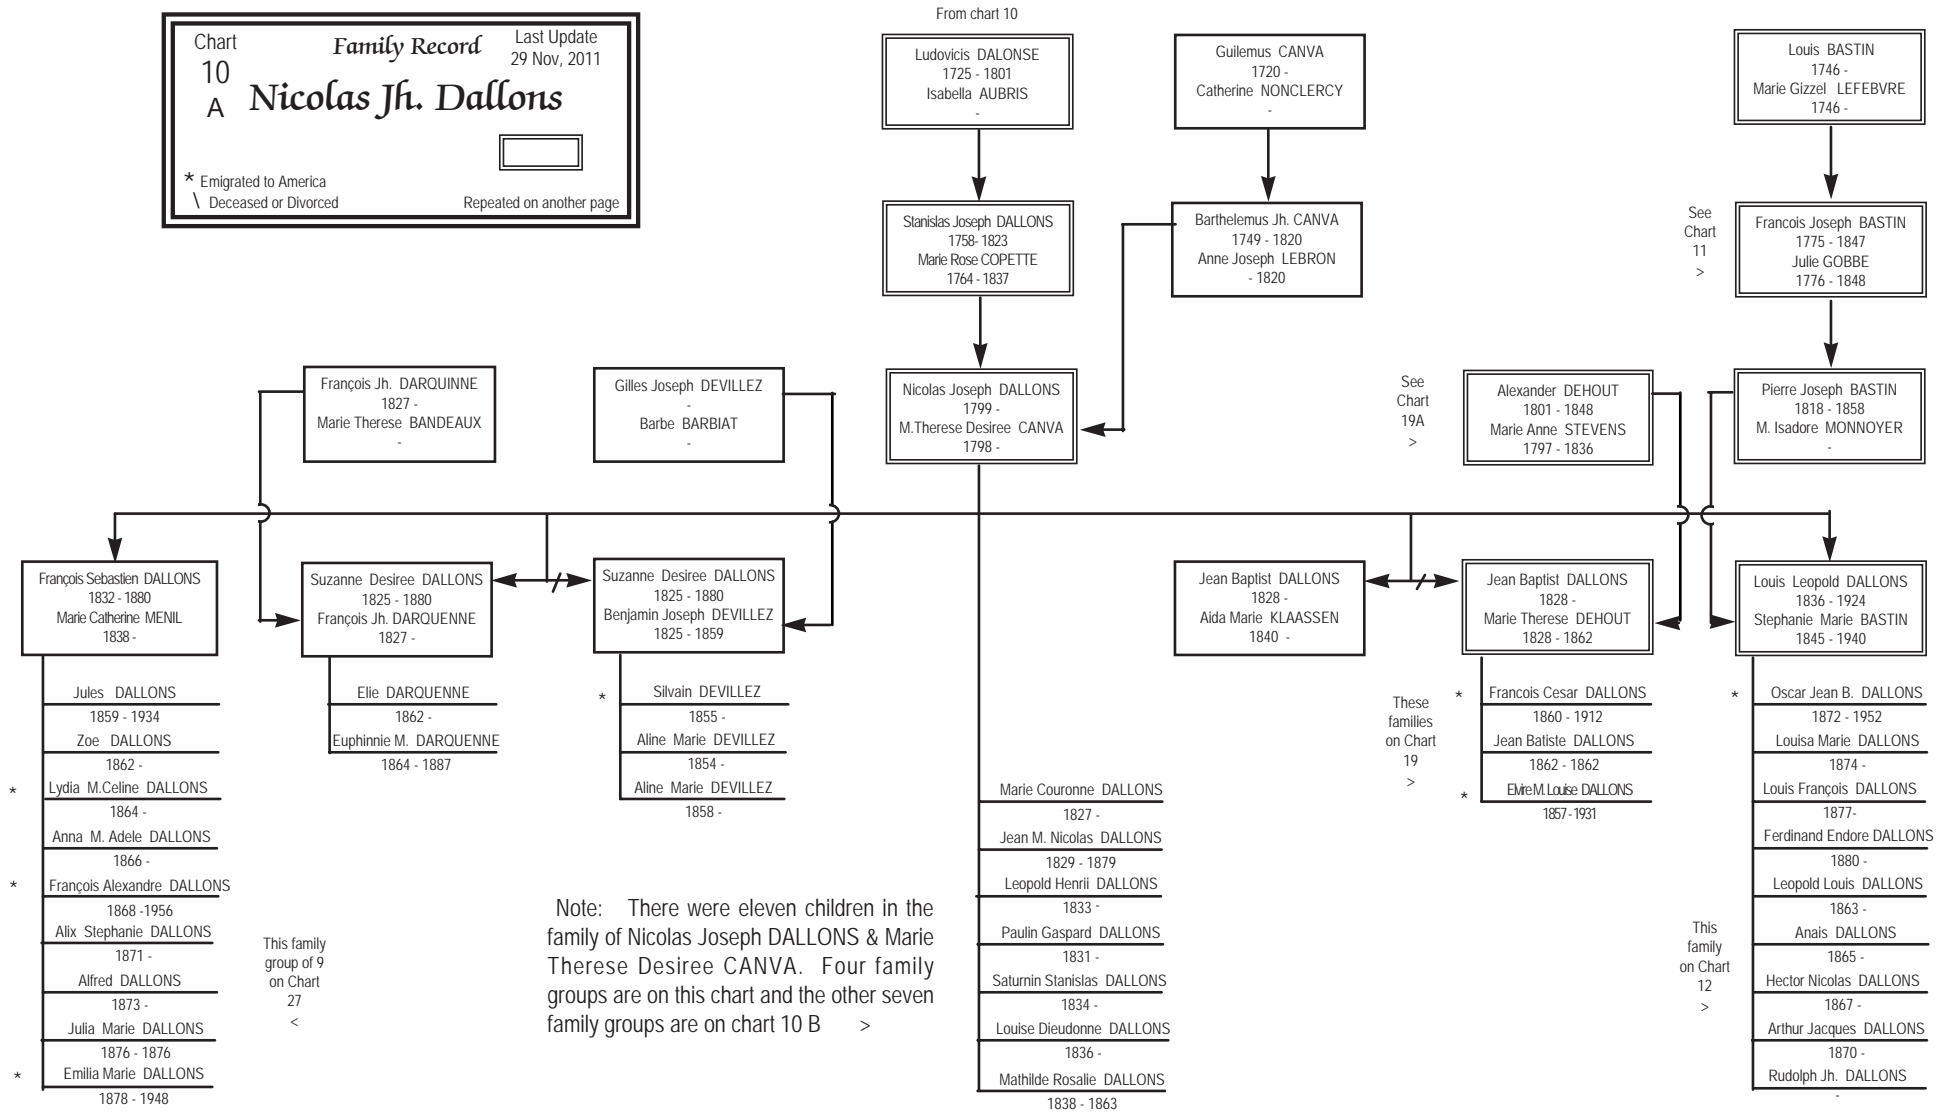 Chart
10
A
Family Record
Last Update
29 Nov, 2011
Nicolas Jh. Dallons
* Emigrated to America
\ Deceased or Divorced
Repeated on another page
From chart 10
Ludovicis DALONSE
1725 - 1801
Isabella AUBRIS
-
Guilemus CANVA
1720 -
Catherine NONCLERCY
-
Louis BASTIN
1746 -
Marie Gizzel LEFEBVRE
1746 -
Stanislas Joseph DALLONS
1758- 1823
Marie Rose COPETTE
1764 - 1837
Barthelemus Jh. CANVA
1749 - 1820
Anne Joseph LEBRON
- 1820
See
Chart
11
>
Francois Joseph BASTIN
1775 - 1847
Julie GOBBE
1776 - 1848
François Jh. DARQUINNE
1827 -
Marie Therese BANDEAUX
-
Gilles Joseph DEVILLEZ
-
Barbe BARBIAT
-
Nicolas Joseph DALLONS
1799 -
M.Therese Desiree CANVA
1798 -
See
Chart
19A
>
Alexander DEHOUT
1801 - 1848
Marie Anne STEVENS
1797 - 1836
Pierre Joseph BASTIN
1818 - 1858
M. Isadore MONNOYER
-
François Sebastien DALLONS
1832 - 1880
Marie Catherine MENIL
1838 -
Suzanne Desiree DALLONS
1825 - 1880
François Jh. DARQUENNE
1827 -
Suzanne Desiree DALLONS
1825 - 1880
Benjamin Joseph DEVILLEZ
1825 - 1859
Jean Baptist DALLONS
1828 -
Aida Marie KLAASSEN
1840 -
Jean Baptist DALLONS
1828 -
Marie Therese DEHOUT
1828 - 1862
Louis Leopold DALLONS
1836 - 1924
Stephanie Marie BASTIN
1845 - 1940
Jules DALLONS
1859 - 1934
Zoe DALLONS
1862 -
* Lydia M.Celine DALLONS
1864 -
Anna M. Adele DALLONS
1866 -
* François Alexandre DALLONS
1868 -1956
Alix Stephanie DALLONS
1871 -
Alfred DALLONS
1873 -
Julia Marie DALLONS
1876 - 1876
* Emilia Marie DALLONS
1878 - 1948
This family
group of 9
on Chart
27
<
Elie DARQUENNE
1862 -
Euphinnie M. DARQUENNE
1864 - 1887
* Silvain DEVILLEZ
1855 -
Aline Marie DEVILLEZ
1854 -
Aline Marie DEVILLEZ
1858 -
Note: There were eleven children in the
family of Nicolas Joseph DALLONS & Marie
Therese Desiree CANVA. Four family
groups are on this chart and the other seven
family groups are on chart 10 B >
Marie Couronne DALLONS
1827 -
Jean M. Nicolas DALLONS
1829 - 1879
Leopold Henrii DALLONS
1833 -
Paulin Gaspard DALLONS
1831 -
Saturnin Stanislas DALLONS
1834 -
Louise Dieudonne DALLONS
1836 -
Mathilde Rosalie DALLONS
1838 - 1863
These
families
on Chart
19
>
* Francois Cesar DALLONS
1860 - 1912
Jean Batiste DALLONS
1862 - 1862
* Elvire M. Louise DALLONS
1857 - 1931
This
family
on Chart
12
>
* Oscar Jean B. DALLONS
1872 - 1952
Louisa Marie DALLONS
1874 -
Louis François DALLONS
1877-
Ferdinand Endore DALLONS
1880 -
Leopold Louis DALLONS
1863 -
Anais DALLONS
1865 -
Hector Nicolas DALLONS
1867 -
Arthur Jacques DALLONS
1870 -
Rudolph Jh. DALLONS
-